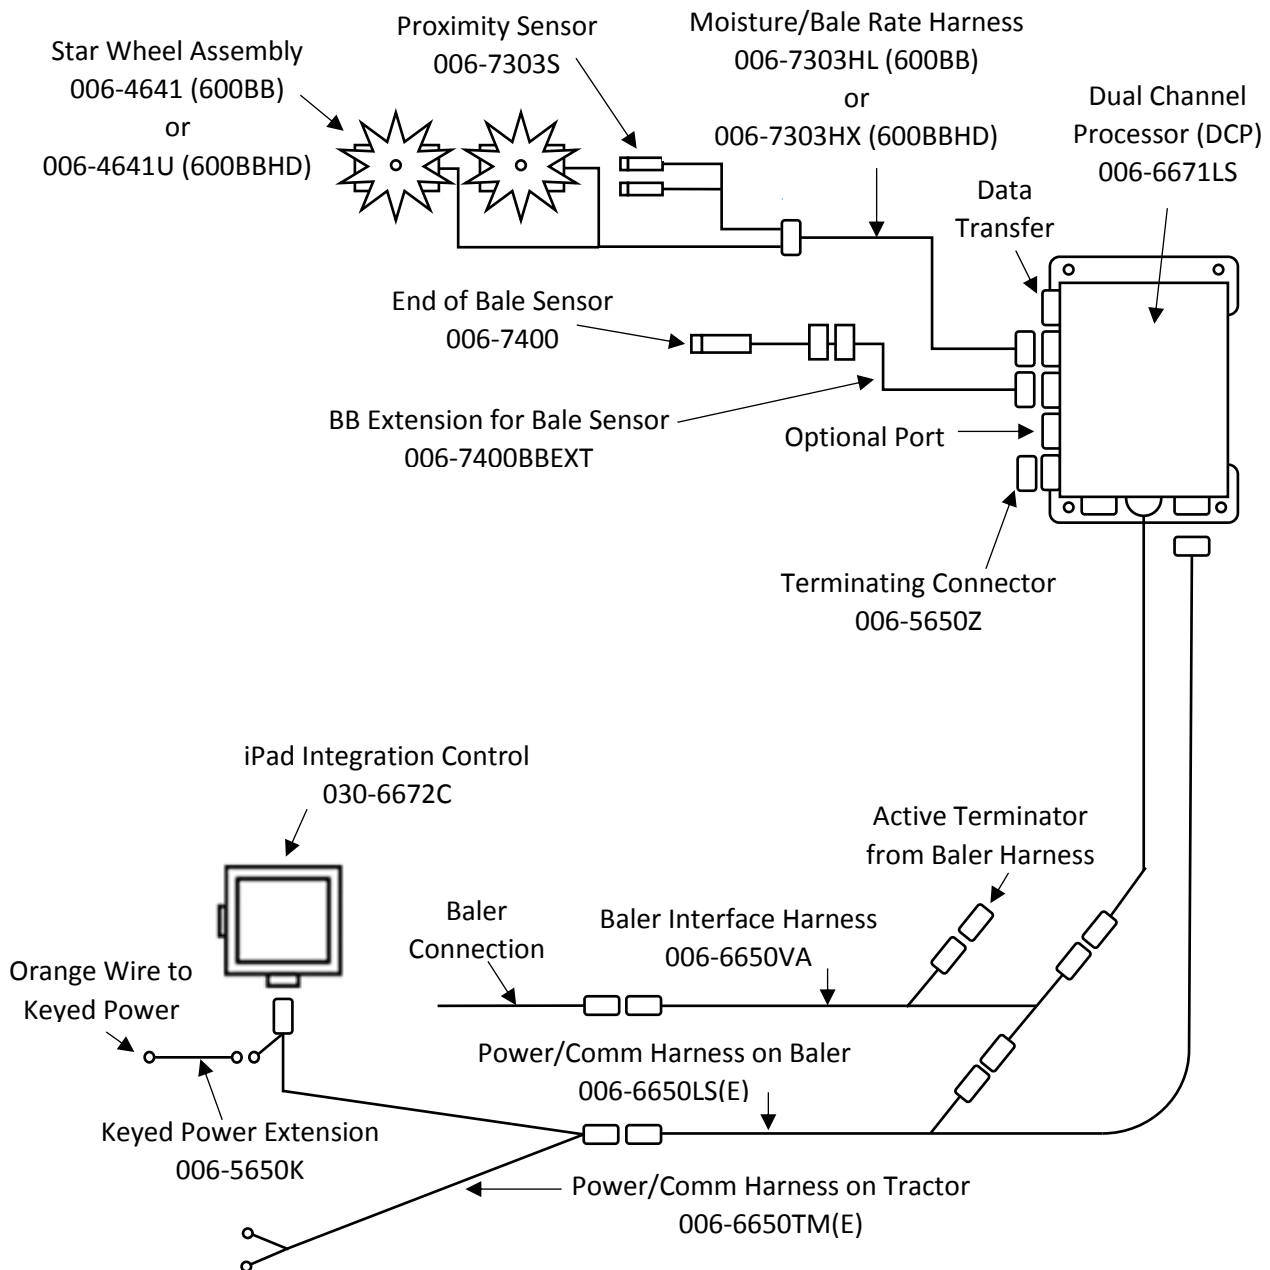 Star Wheel Assembly
006-4641 (600BB)
or
006-4641U (600BBHD)
Proximity Sensor
006-7303S
Moisture/Bale Rate Harness
006-7303HL (600BB)
or
006-7303HX (600BBHD)
Dual Channel
Processor (DCP)
006-6671LS
Data
Transfer
End of Bale Sensor
006-7400
BB Extension for Bale Sensor
006-7400BBEXT
Optional Port
Terminating Connector
006-5650Z
iPad Integration Control
030-6672C
Active Terminator
from Baler Harness
Baler
Connection
Baler Interface Harness
006-6650VA
Orange Wire to
Keyed Power
Power/Comm Harness on Baler
006-6650LS(E)
Keyed Power Extension
006-5650K
Power/Comm Harness on Tractor
006-6650TM(E)